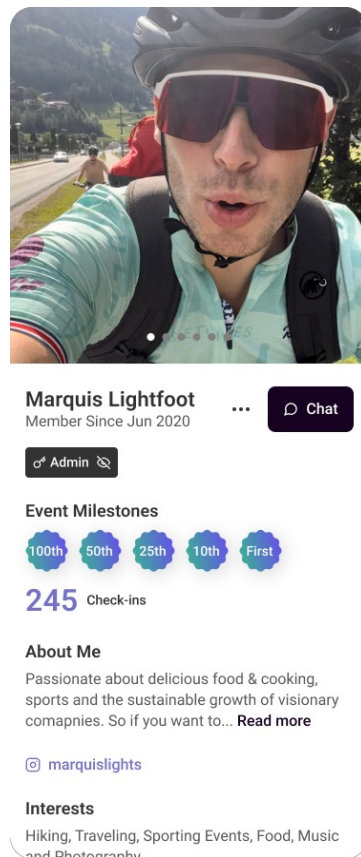 Marquis Lightfoot
Member Since Jun 2020
Chat
Admin
Event Milestones
100th 50th 25th 10th First
245 Check-ins
About Me
Passionate about delicious food & cooking,
sports and the sustainable growth of visionary
comapnies. So if you want to... Read more
marquislights
Interests
Hiking, Traveling, Sporting Events, Food, Music
and Photography